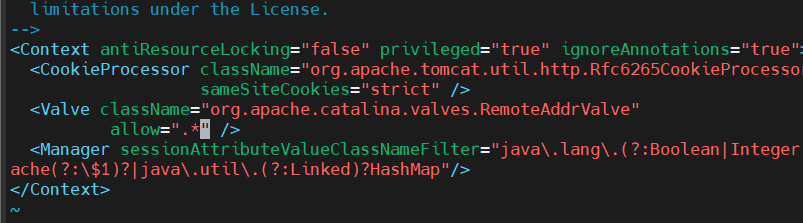 limitations under the License.
-->
<Context antiResourceLocking="false" privileged="true" ignoreAnnotations="true">
<CookieProcessor className="org.apache.tomcat.util.http.Rfc6265CookieProcessor
sameSiteCookies="strict" />
<Valve className="org.apache.catalina.valves.RemoteAddrValve"
allow=".*" />
<Manager sessionAttributeValueClassNameFilter="java\.lang\.(?:Boolean|Integer
ache(?:\$1)?|java\.util\.(?:Linked)?HashMap"/>
</Context>
~